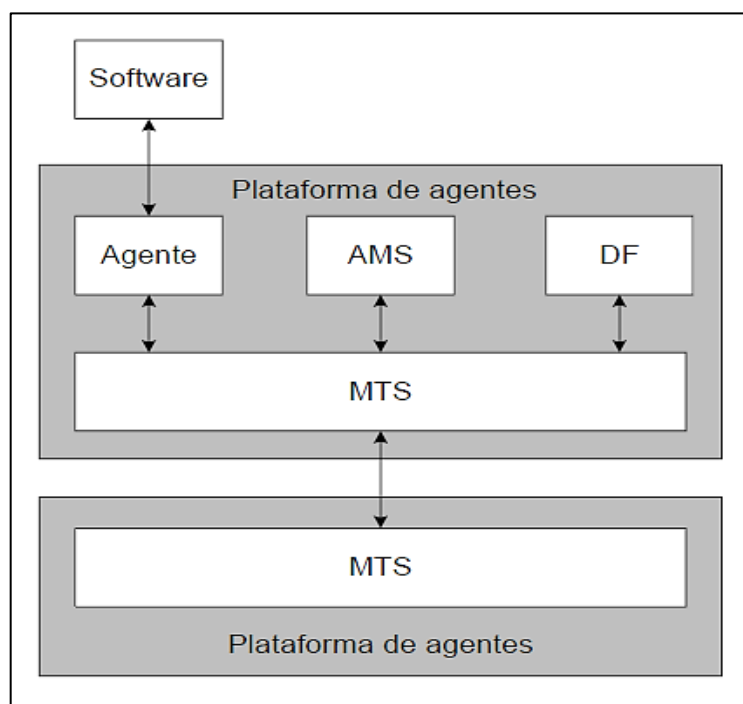 Software
Plataforma de agentes
Agente
AMS
DF
MTS
MTS
Plataforma de agentes